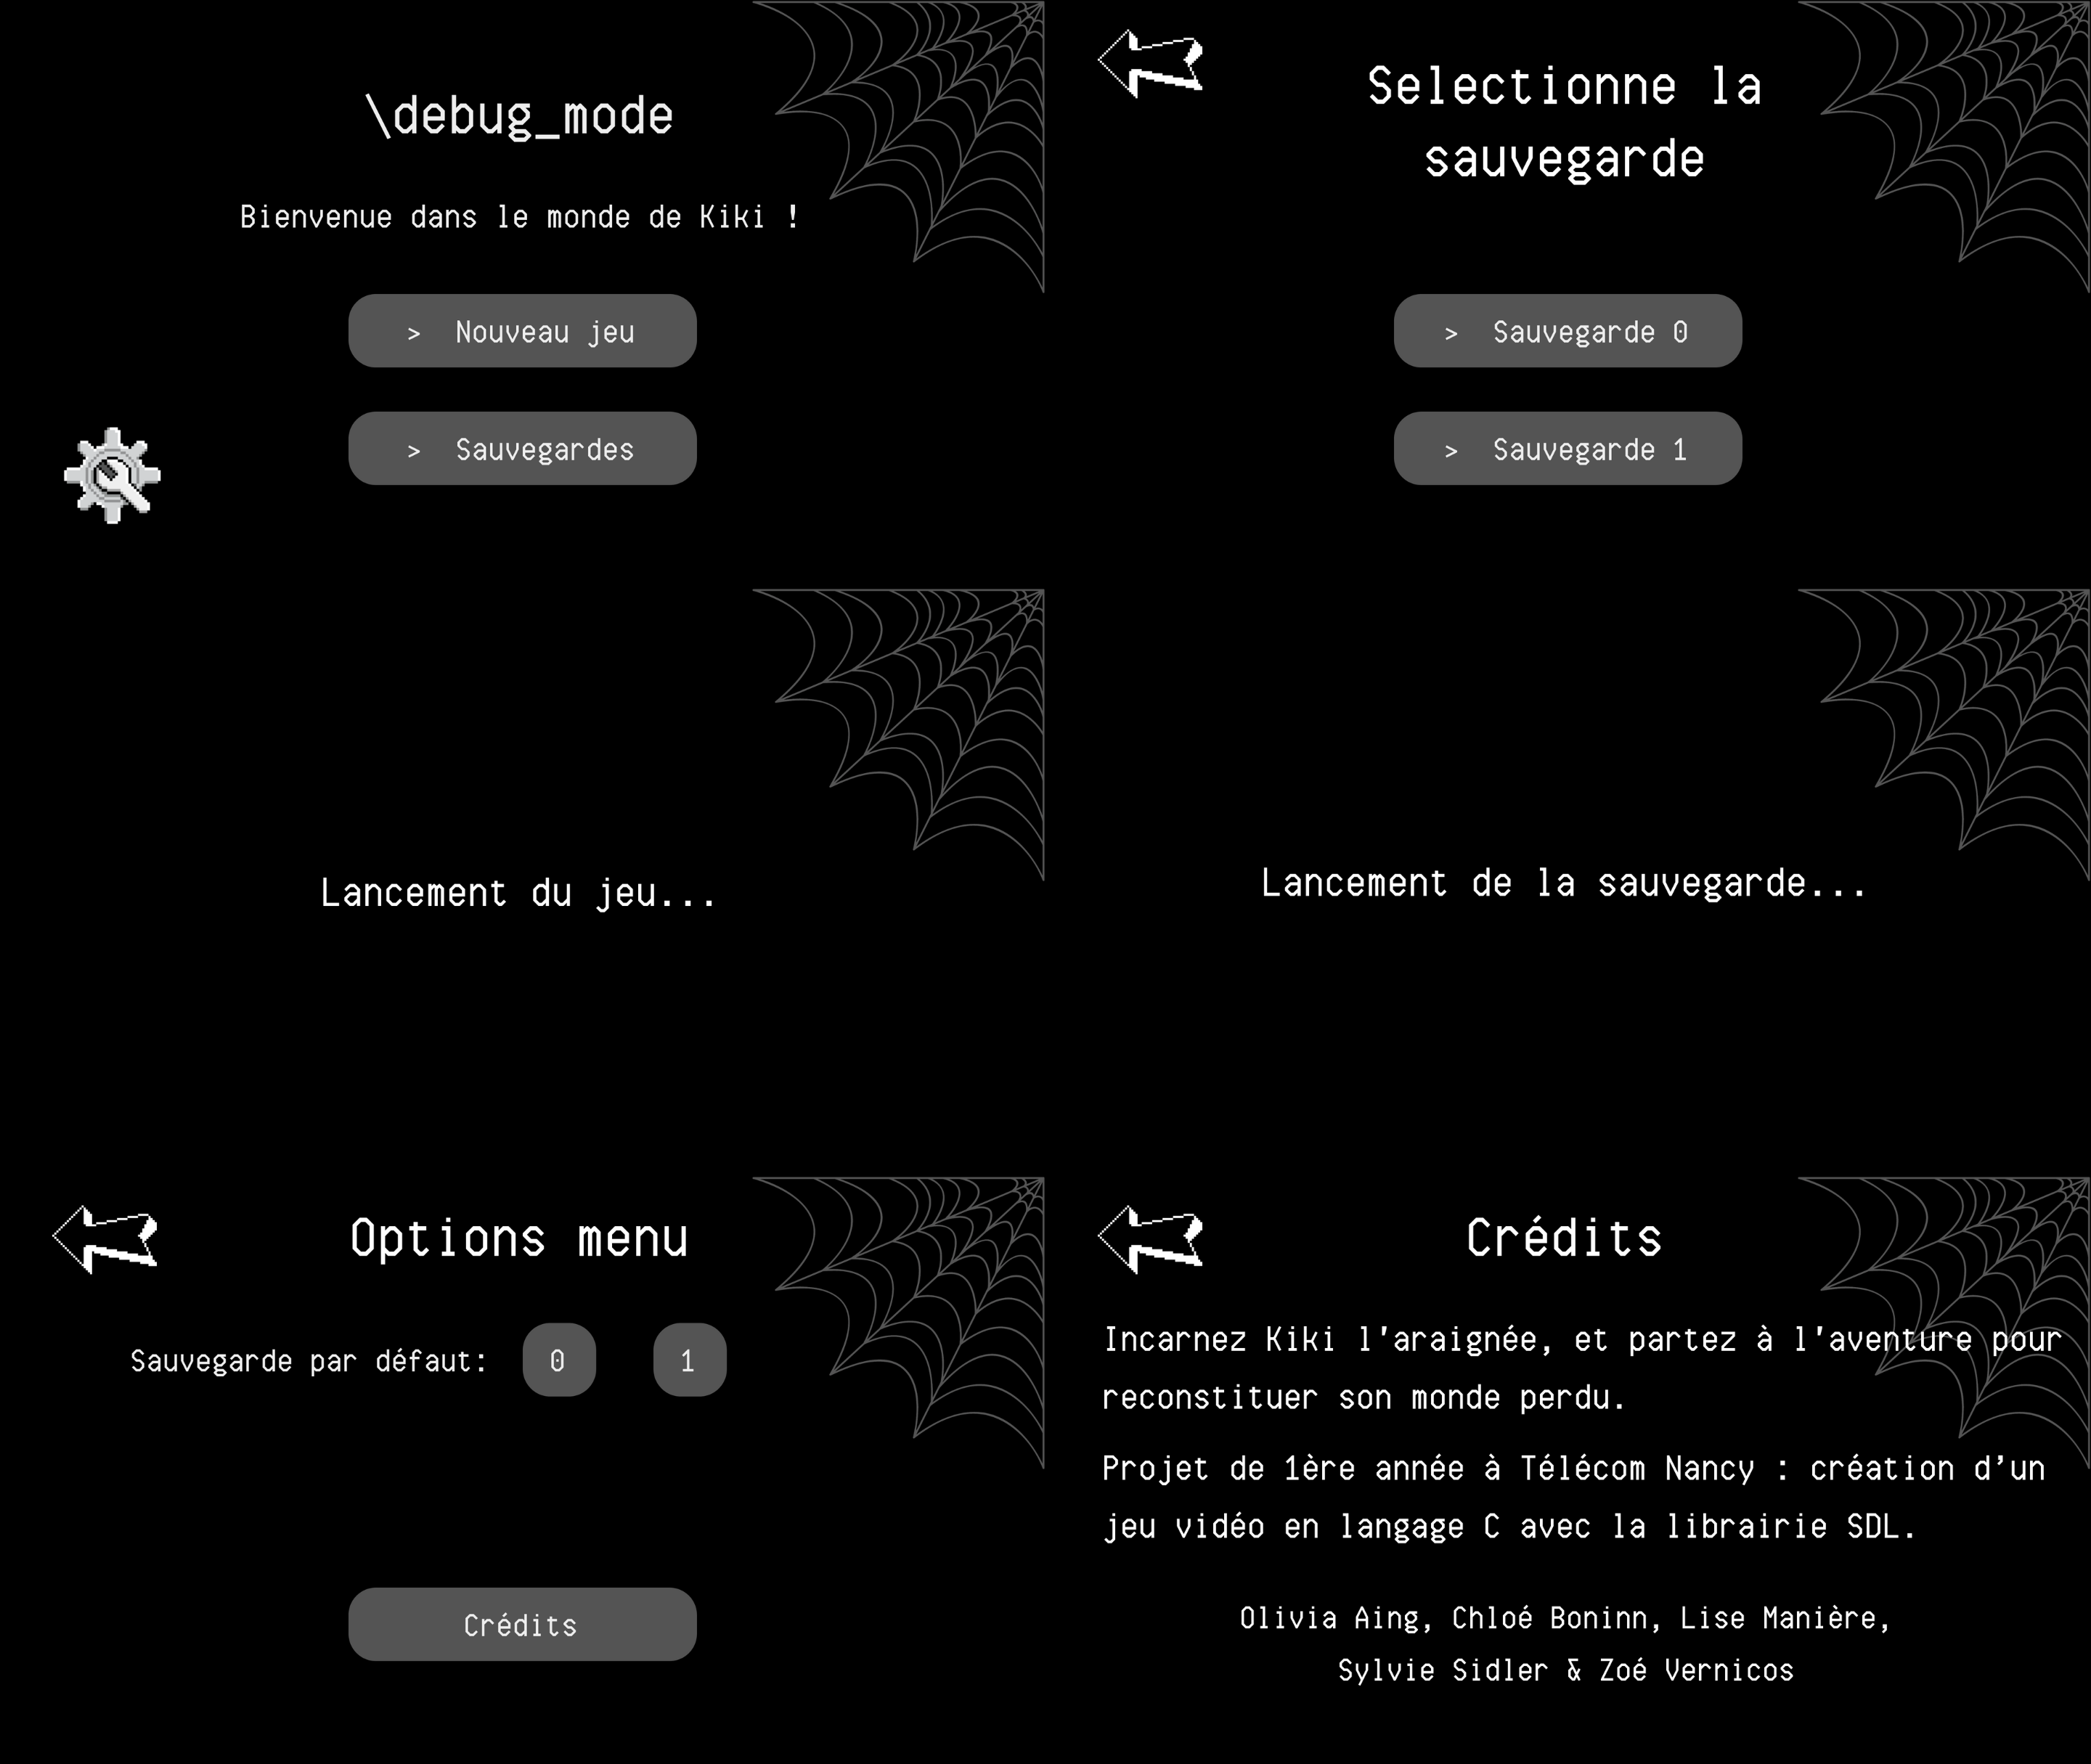 \debug_mode
Bienvenue dans le monde de Kiki !
> Nouveau jeu
> Sauvegardes
Selectionne la
sauvegarde
> Sauvegarde 0
> Sauvegarde 1
Lancement du jeu...
Lancement de la sauvegarde...
Options menu
Sauvegarde par défaut: 0 1
Crédits
Crédits
Incarnez Kiki l'araignée, et partez à l'aventure pour
reconstituer son monde perdu.
Projet de 1ère année à Télécom Nancy : création d’un
jeu vidéo en langage C avec la librairie SDL.
Olivia Aing, Chloé Boninn, Lise Manière,
Sylvie Sidler & Zoé Vernicos